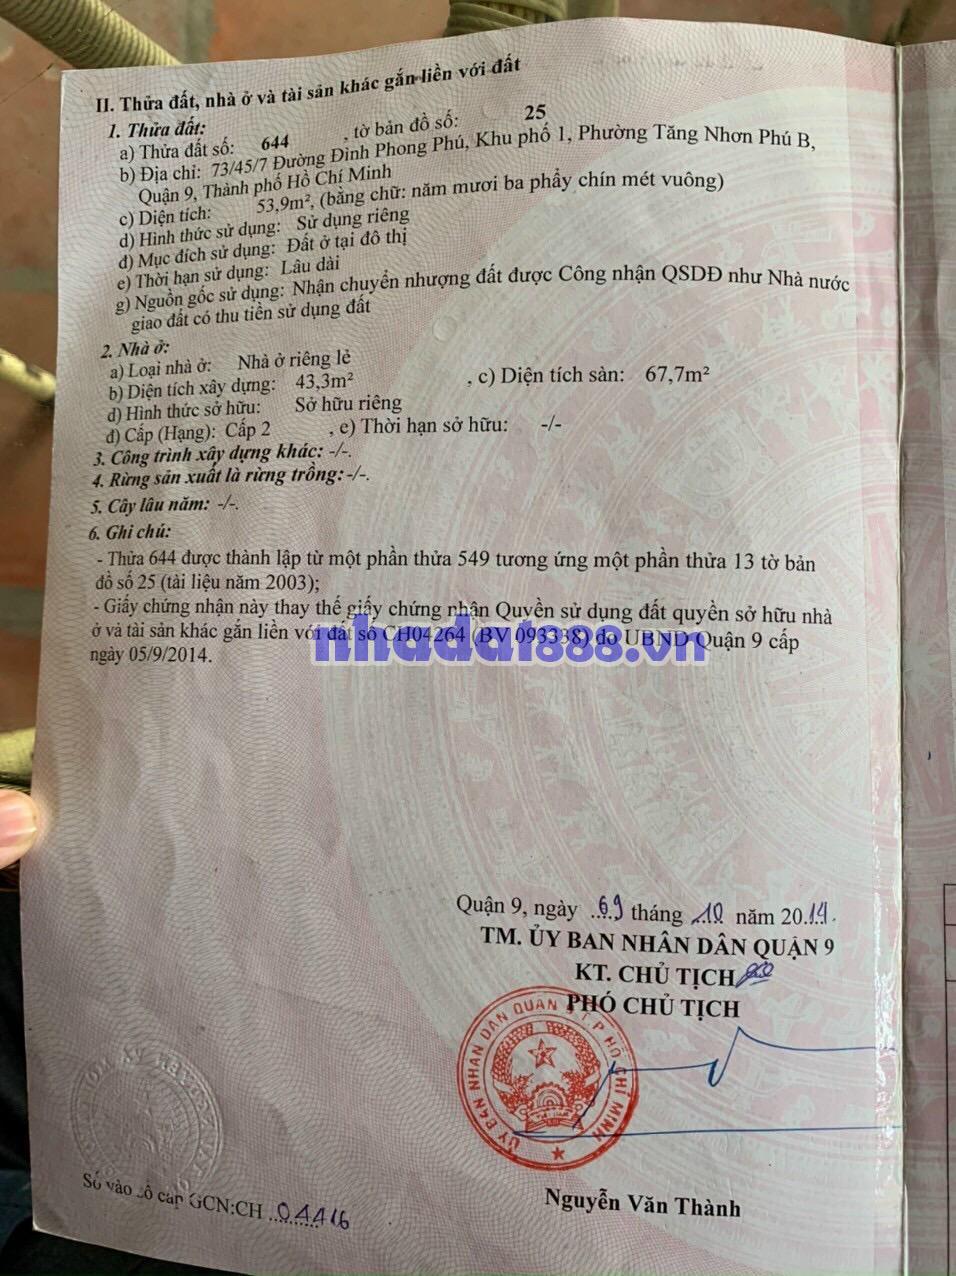 II. Thửa đất, nhà ở và tài sản khác gắn liền với đất
1. Thửa đất:
a) Thửa đất số: 644 , tờ bản đồ số: 25
b) Địa chỉ: 73/45/7 Đường Đình Phong Phú, Khu phố 1, Phường Tăng Nhơn Phú B,
Quận 9, Thành phố Hồ Chí Minh
c) Diện tích: 53,9m², (bằng chữ: năm mươi ba phẩy chín mét vuông)
d) Hình thức sử dụng: Sử dụng riêng
đ) Mục đích sử dụng: Đất ở tại đô thị
e) Thời hạn sử dụng: Lâu dài
g) Nguồn gốc sử dụng: Nhận chuyển nhượng đất được Công nhận QSDĐ như Nhà nước
giao đất có thu tiền sử dụng đất
2. Nhà ở:
a) Loại nhà ở: Nhà ở riêng lẻ
b) Diện tích xây dựng: 43,3m² , c) Diện tích sàn: 67,7m²
d) Hình thức sở hữu: Sở hữu riêng
đ) Cấp (Hạng): Cấp 2 , e) Thời hạn sở hữu: -/-
3. Công trình xây dựng khác: -/-.
4. Rừng sản xuất là rừng trồng: -/-.
5. Cây lâu năm: -/-.
6. Ghi chú:
- Thửa 644 được thành lập từ một phần thửa 549 tương ứng một phần thửa 13 tờ bản
đồ số 25 (tài liệu năm 2003);
- Giấy chứng nhận này thay thế giấy chứng nhận Quyền sử dụng đất quyền sở hữu nhà
ở và tài sản khác gắn liền với đất số CH04264 (BV 093338) do UBND Quận 9 cấp
ngày 05/9/2014.
nhadat888.vn
Quận 9, ngày tháng 10 năm 2014.
TM. ỦY BAN NHÂN DÂN QUẬN 9
KT. CHỦ TỊCH
PHÓ CHỦ TỊCH
ỦY BAN NHÂN DÂN QUẬN 9 T.P HỒ CHÍ MINH
Nguyễn Văn Thành
Số vào sổ cấp GCN:CH 04416